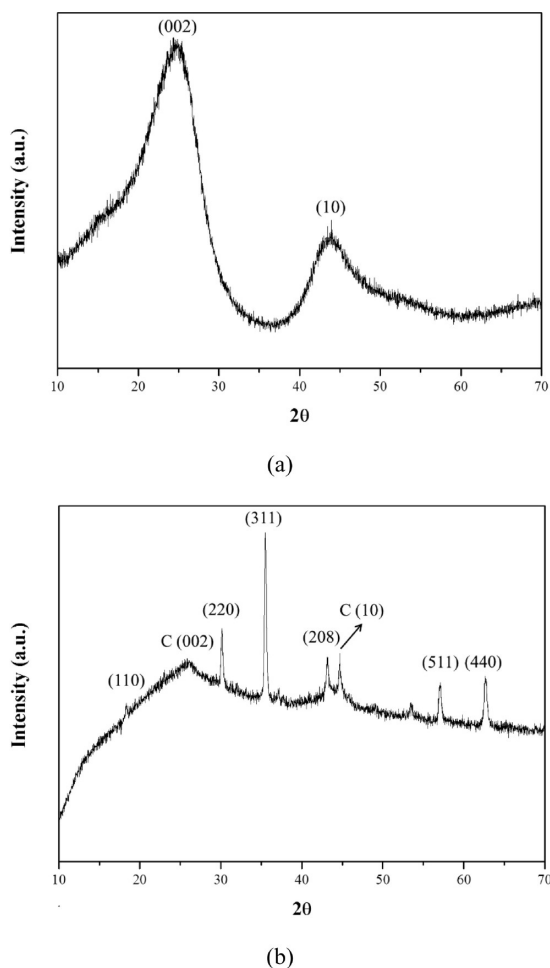 (002)
(10)
Intensity (a.u.)
10 20 30 40 50 60 70
2θ
(a)
(311)
(220)
C (10)
C (002)
(208)
(511) (440)
(110)
Intensity (a.u.)
10 20 30 40 50 60 70
2θ
(b)